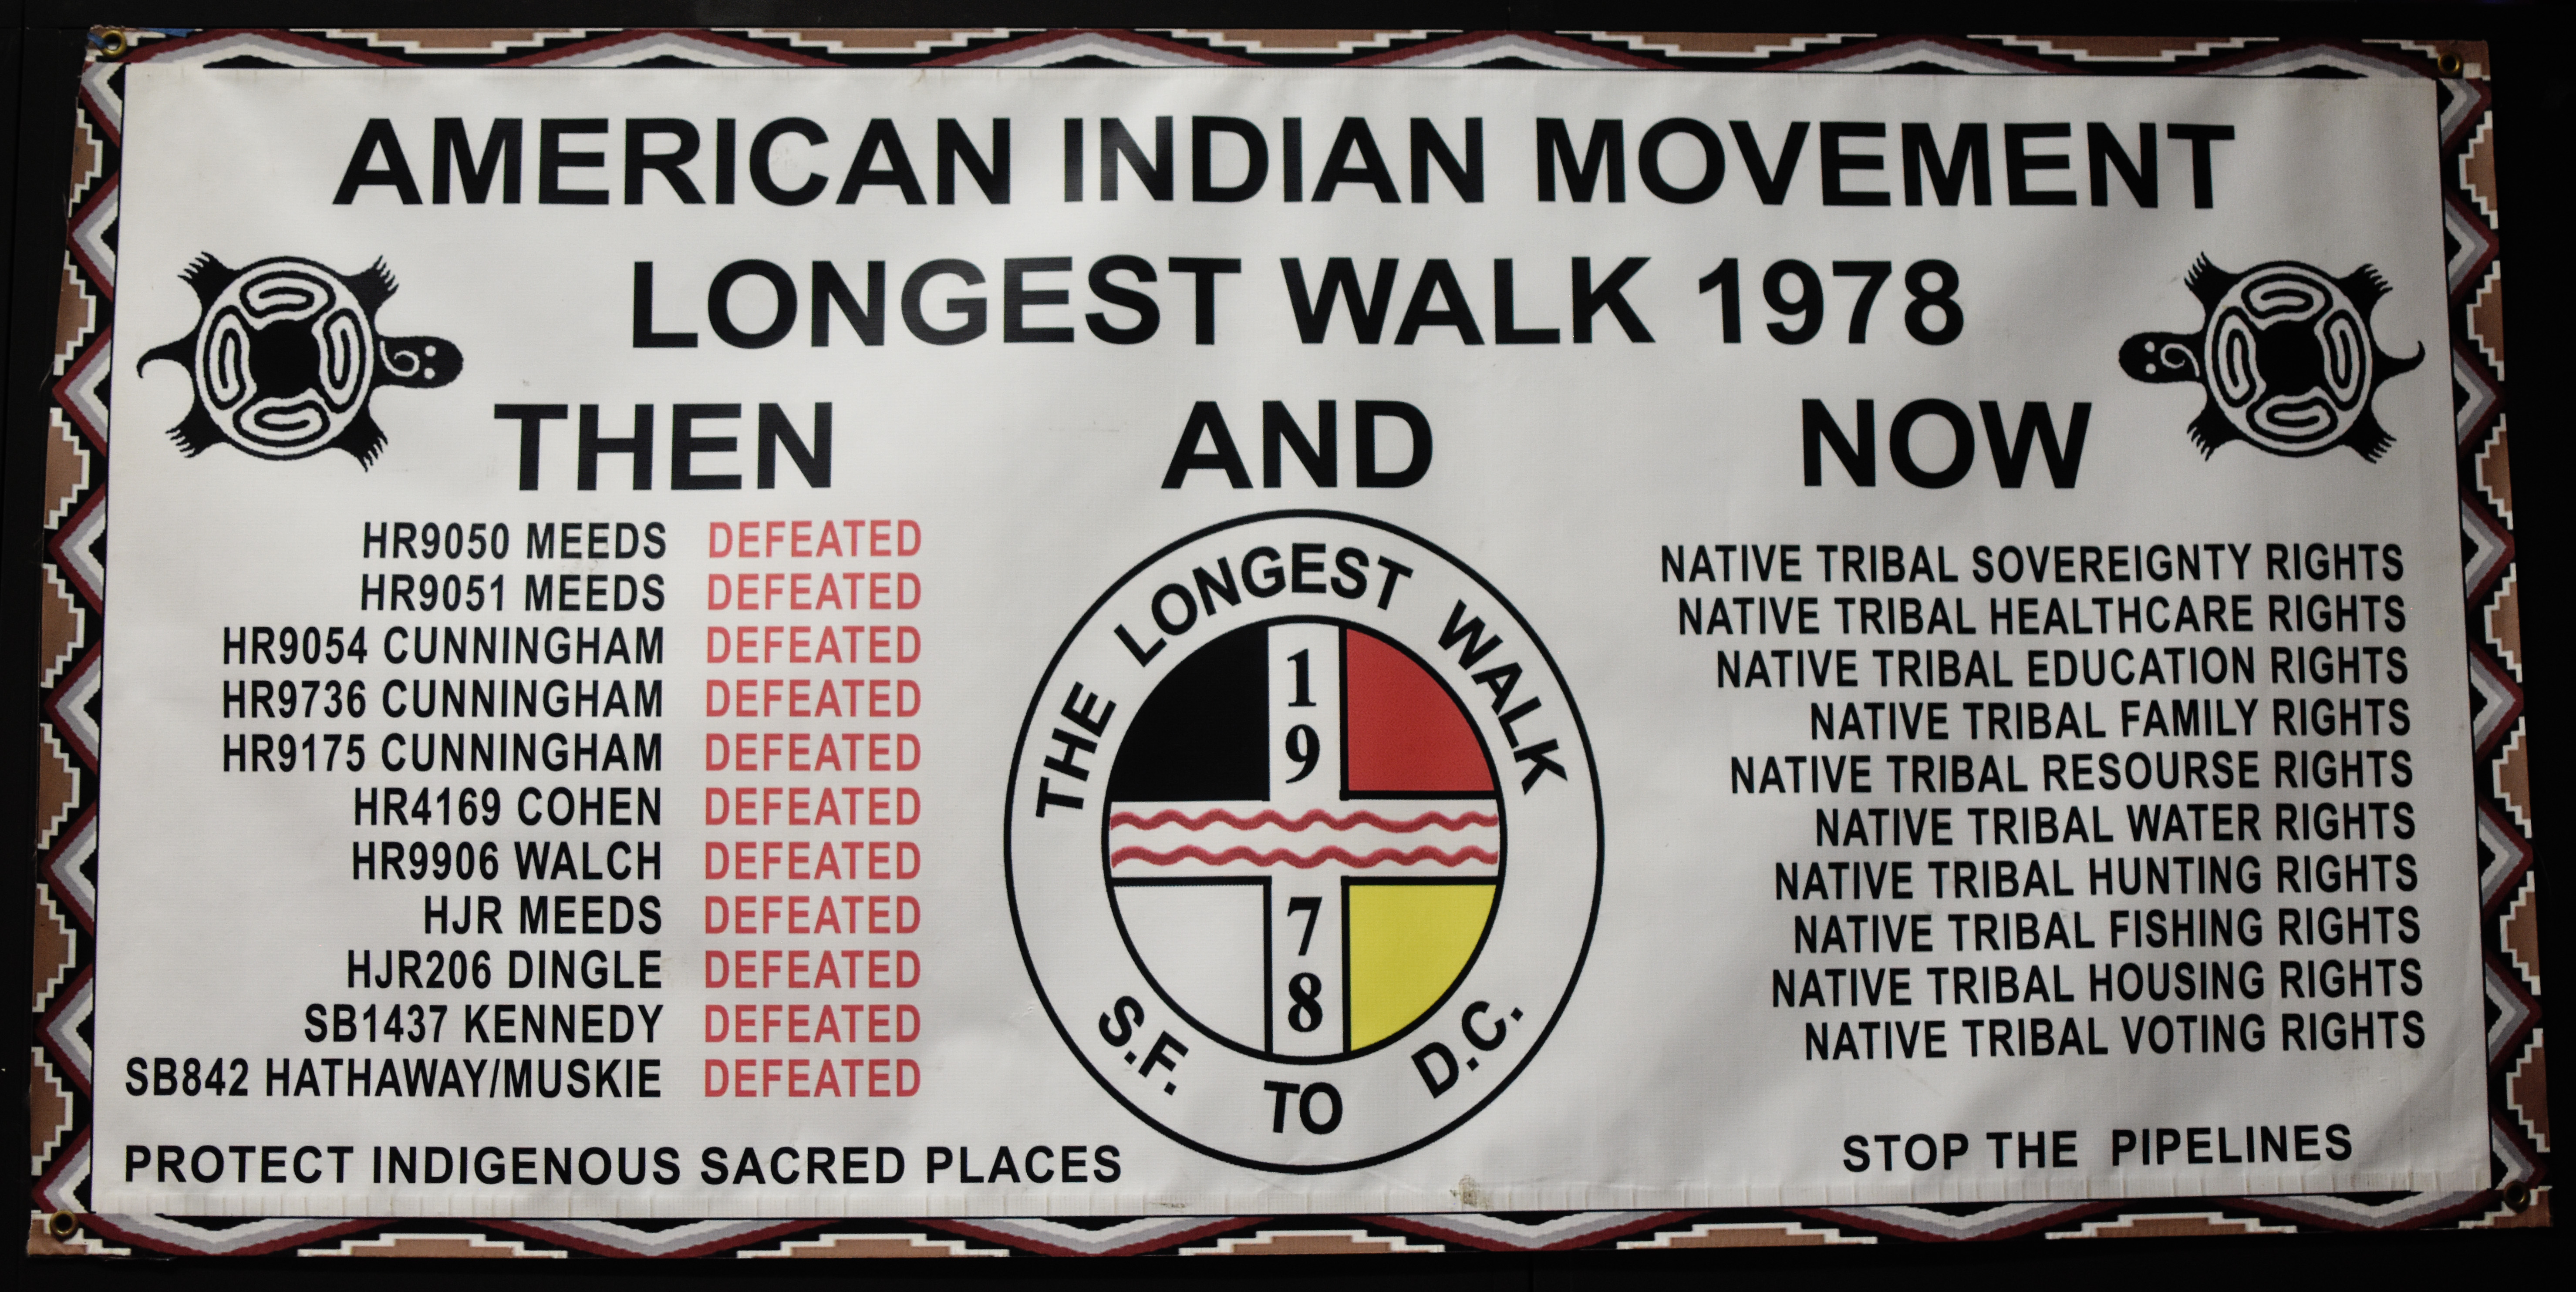 AMERICAN INDIAN MOVEMENT
LONGEST WALK 1978
THEN AND NOW
HR9050 MEEDS DEFEATED
HR9051 MEEDS DEFEATED
HR9054 CUNNINGHAM DEFEATED
HR9736 CUNNINGHAM DEFEATED
HR9175 CUNNINGHAM DEFEATED
HR4169 COHEN DEFEATED
HR9906 WALCH DEFEATED
HJR MEEDS DEFEATED
HJR206 DINGLE DEFEATED
SB1437 KENNEDY DEFEATED
SB842 HATHAWAY/MUSKIE DEFEATED
PROTECT INDIGENOUS SACRED PLACES
THE LONGEST WALK
1
9
7
8
S.F. TO D.C.
NATIVE TRIBAL SOVEREIGNTY RIGHTS
NATIVE TRIBAL HEALTHCARE RIGHTS
NATIVE TRIBAL EDUCATION RIGHTS
NATIVE TRIBAL FAMILY RIGHTS
NATIVE TRIBAL RESOURSE RIGHTS
NATIVE TRIBAL WATER RIGHTS
NATIVE TRIBAL HUNTING RIGHTS
NATIVE TRIBAL FISHING RIGHTS
NATIVE TRIBAL HOUSING RIGHTS
NATIVE TRIBAL VOTING RIGHTS
STOP THE PIPELINES